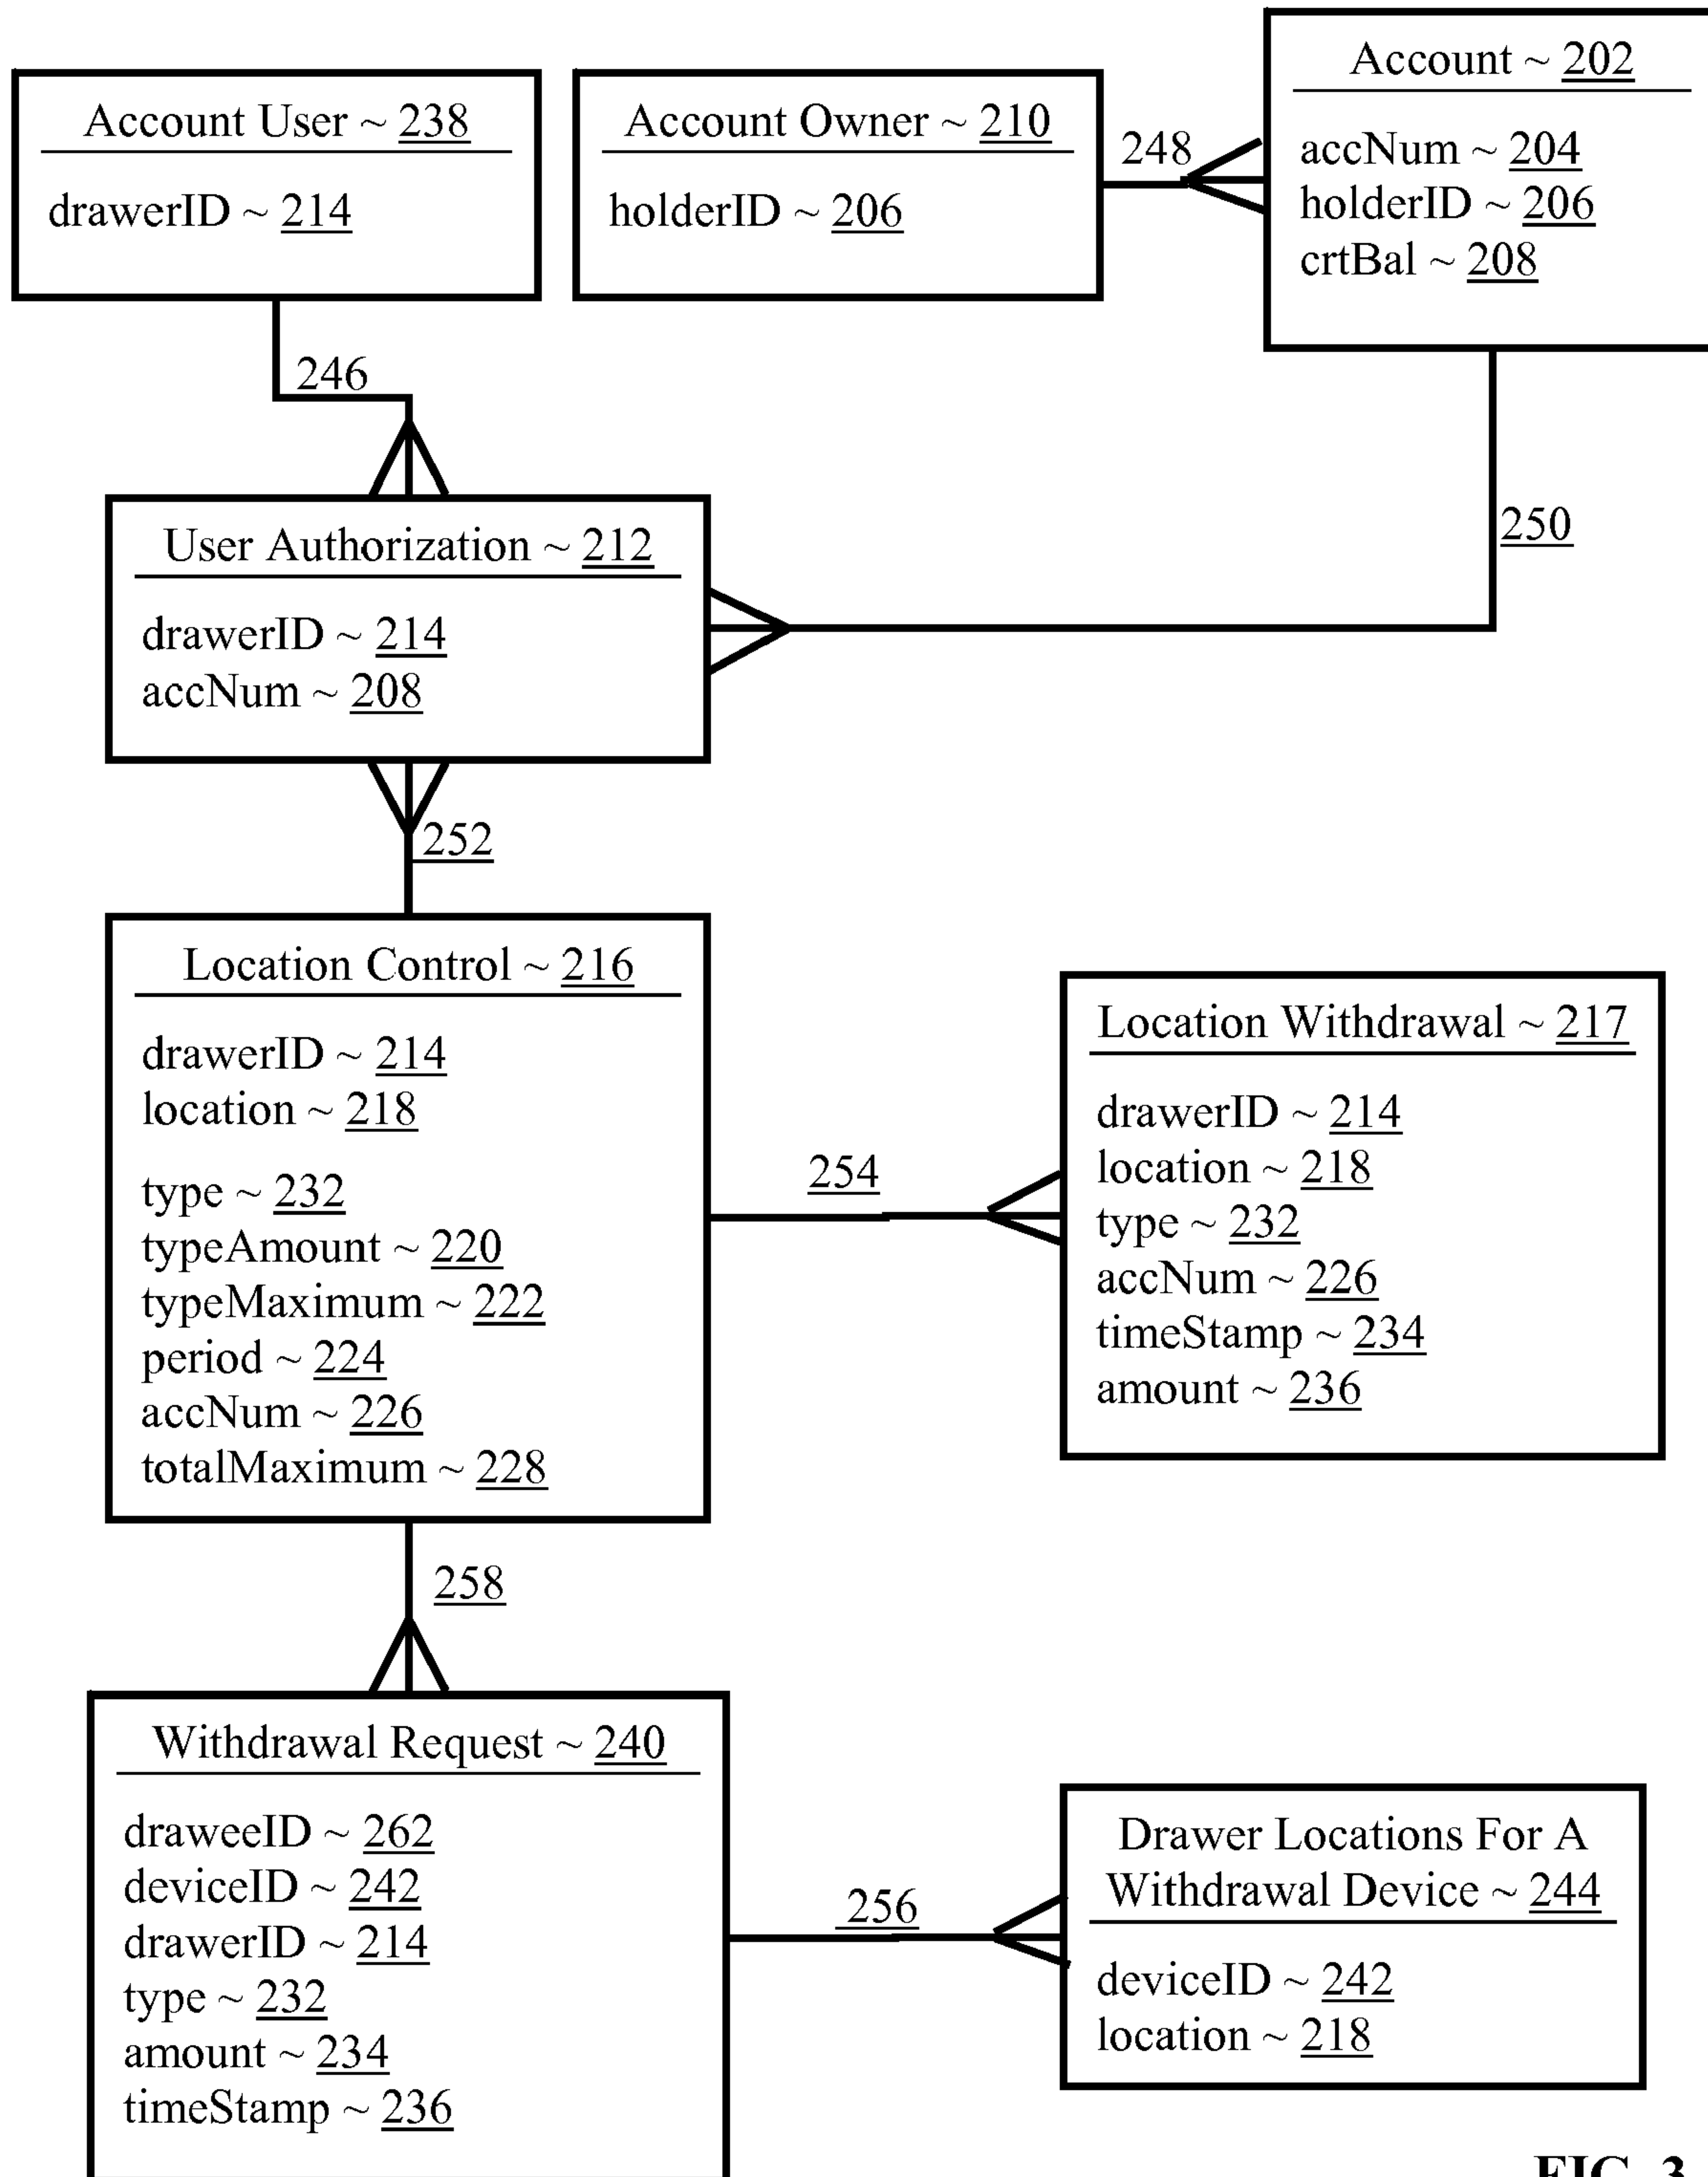 Account User ~ 238
drawerID ~ 214
Account Owner ~ 210
holderID ~ 206
248
Account ~ 202
accNum ~ 204
holderID ~ 206
crtBal ~ 208
246
250
User Authorization ~ 212
drawerID ~ 214
accNum ~ 208
252
Location Control ~ 216
drawerID ~ 214
location ~ 218
type ~ 232
typeAmount ~ 220
typeMaximum ~ 222
period ~ 224
accNum ~ 226
totalMaximum ~ 228
254
Location Withdrawal ~ 217
drawerID ~ 214
location ~ 218
type ~ 232
accNum ~ 226
timeStamp ~ 234
amount ~ 236
258
Withdrawal Request ~ 240
draweeID ~ 262
deviceID ~ 242
drawerID ~ 214
type ~ 232
amount ~ 234
timeStamp ~ 236
256
Drawer Locations For A
Withdrawal Device ~ 244
deviceID ~ 242
location ~ 218
FIG. 3